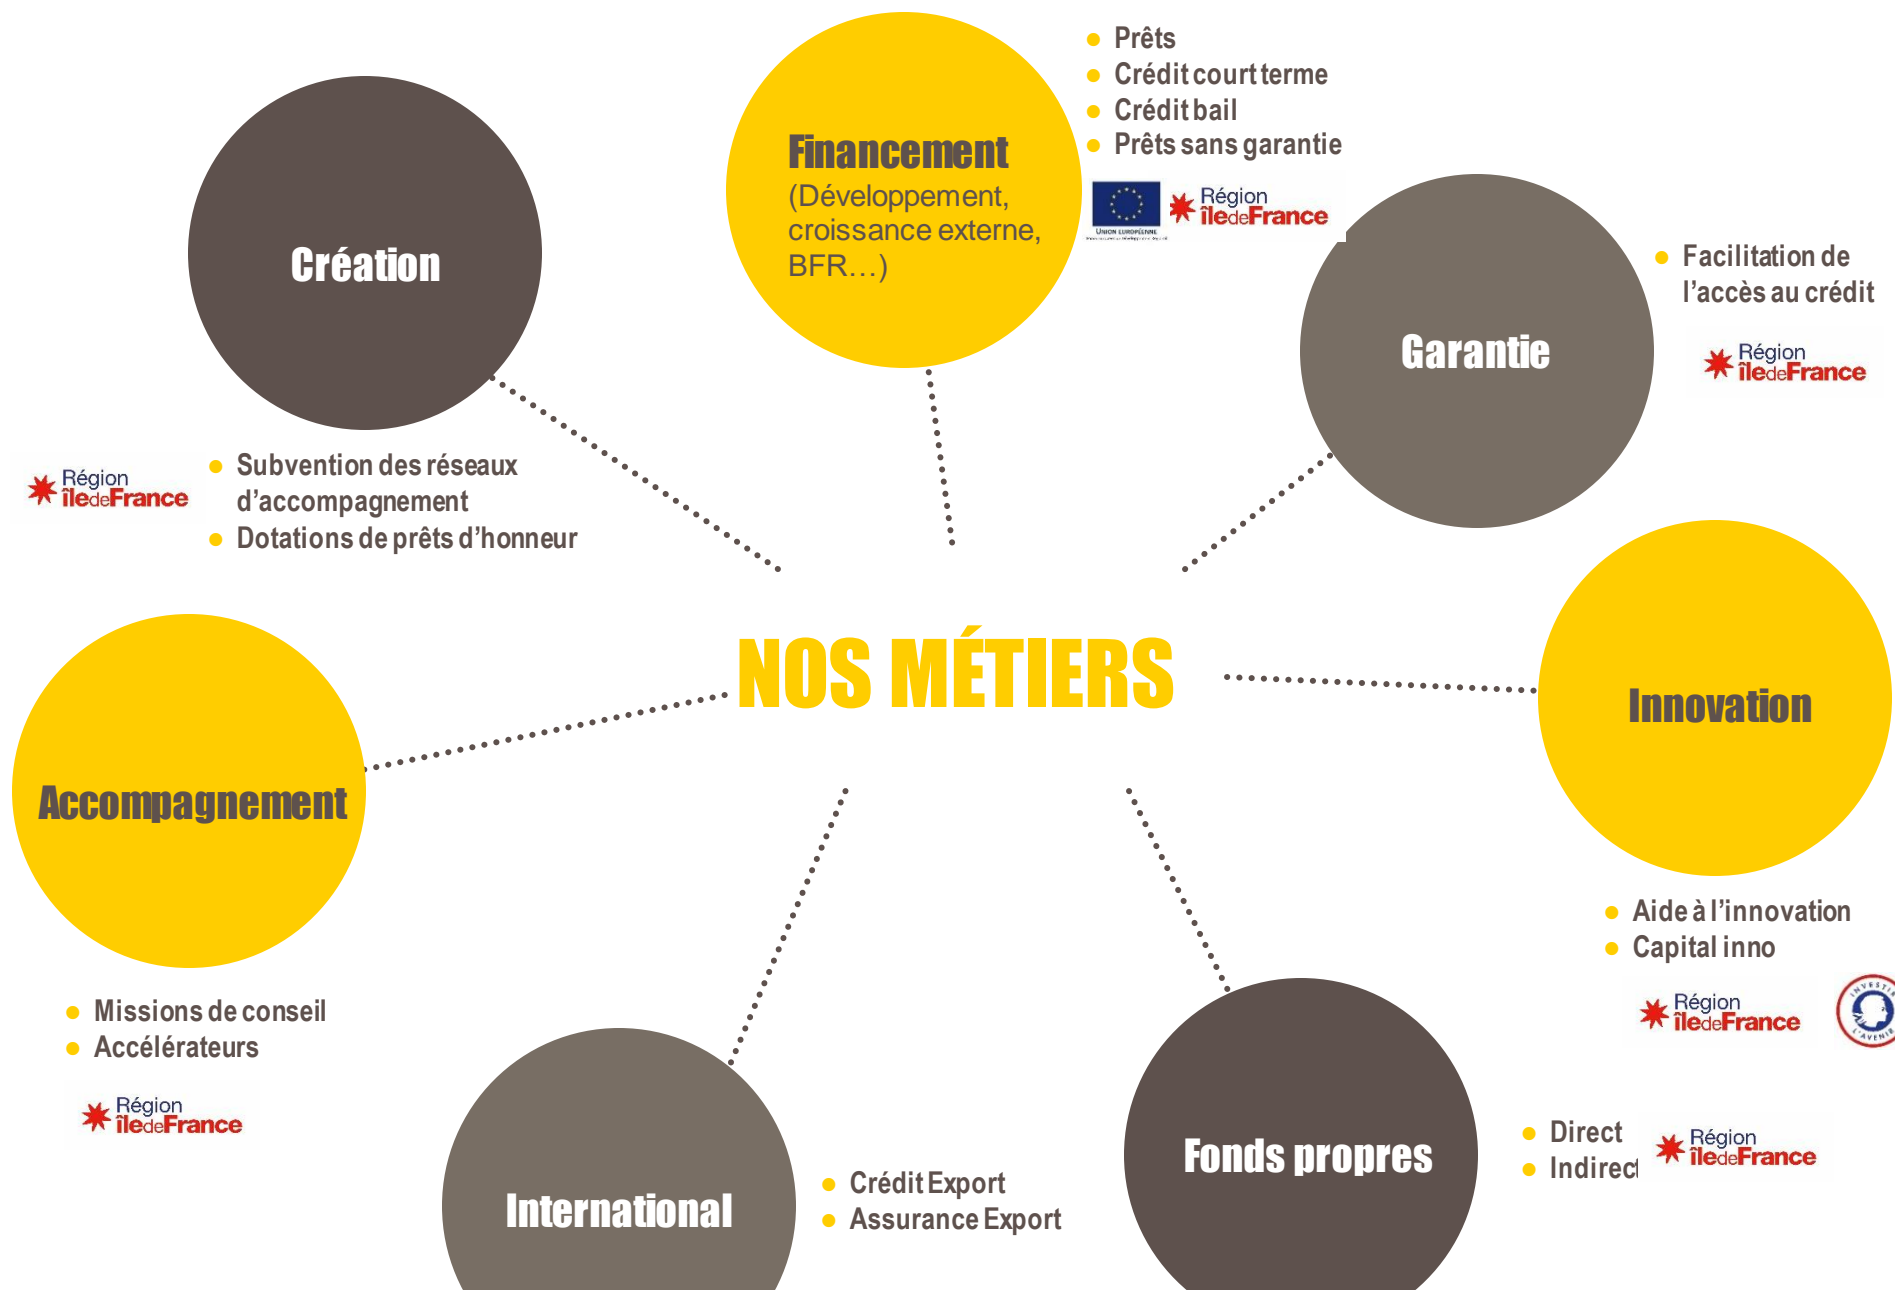 Prêts
Crédit court terme
Crédit bail
Prêts sans garantie
Financement
(Développement,
croissance externe,
BFR…)
UNION EUROPÉENNE
Région
îledeFrance
Création
Région
îledeFrance
Subvention des réseaux
d’accompagnement
Dotations de prêts d’honneur
Garantie
Facilitation de
l’accès au crédit
Région
îledeFrance
NOS MÉTIERS
Accompagnement
Missions de conseil
Accélérateurs
Région
îledeFrance
Innovation
Aide à l’innovation
Capital inno
Région
îledeFrance
International
Crédit Export
Assurance Export
Fonds propres
Direct
Indirect
Région
îledeFrance